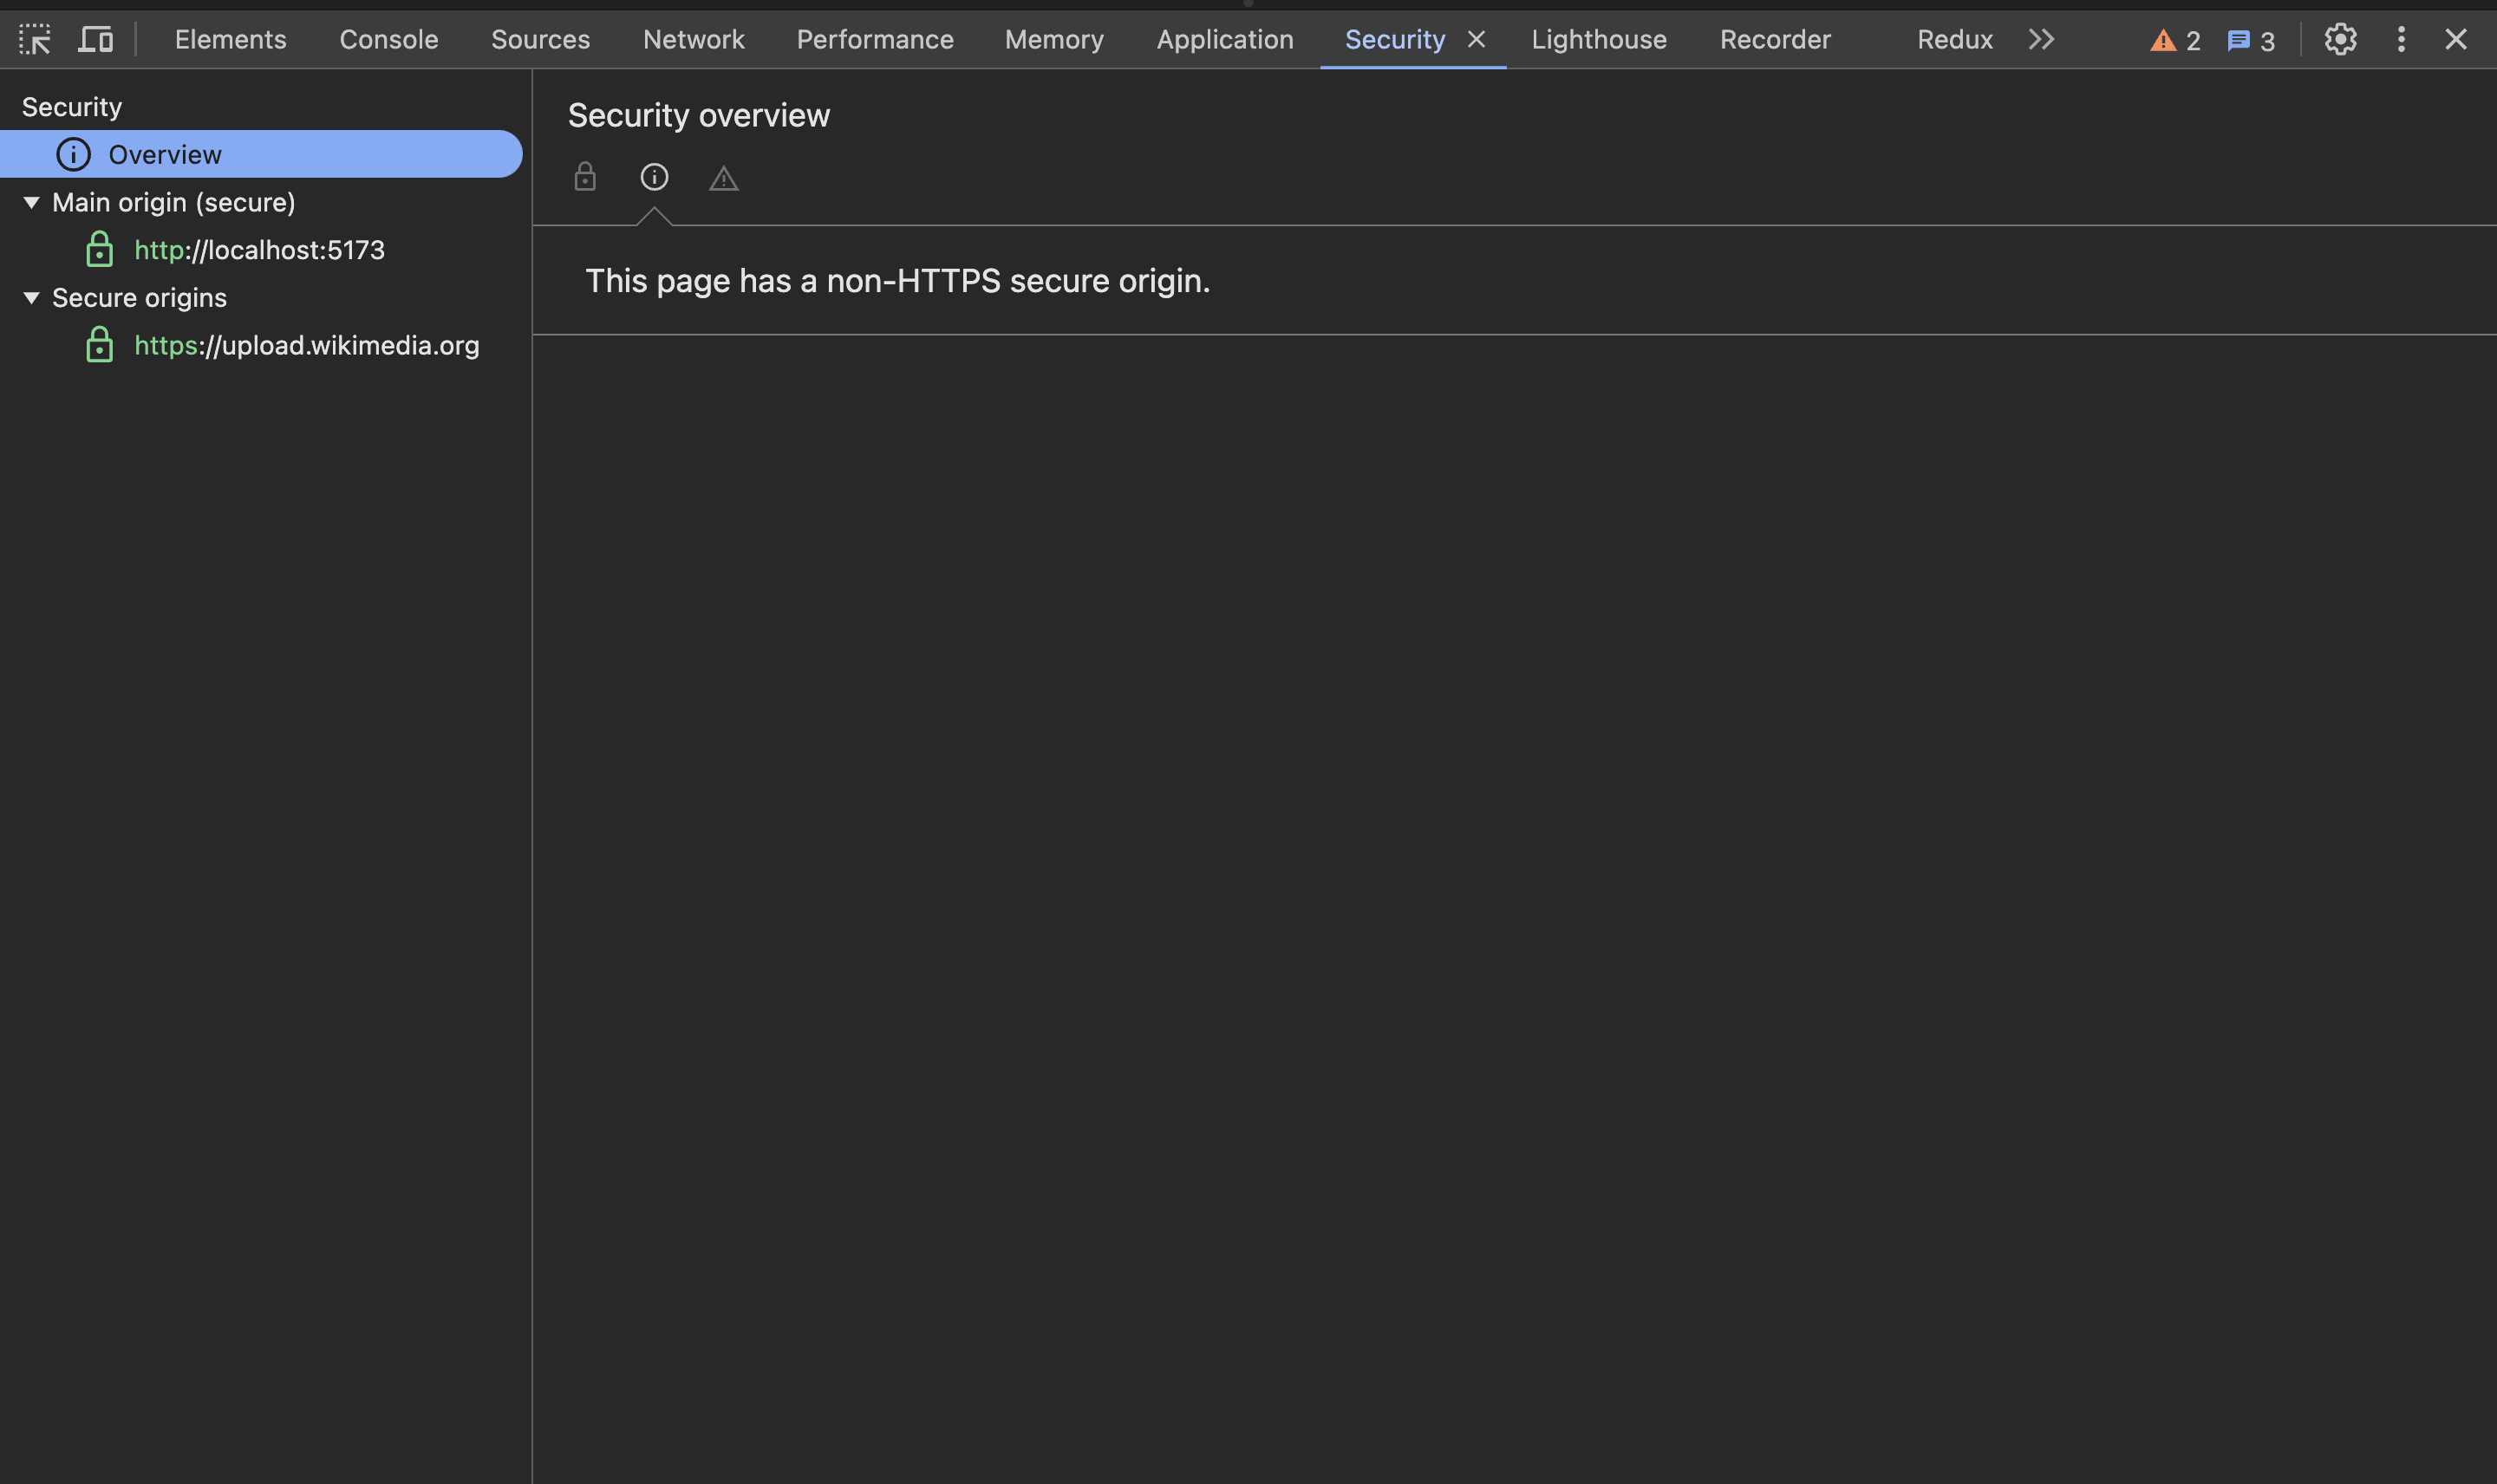 Elements Console Sources Network Performance Memory Application Security Lighthouse Recorder Redux 2 3
Security
Overview
Main origin (secure)
http://localhost:5173
Secure origins
https://upload.wikimedia.org
Security overview
This page has a non-HTTPS secure origin.